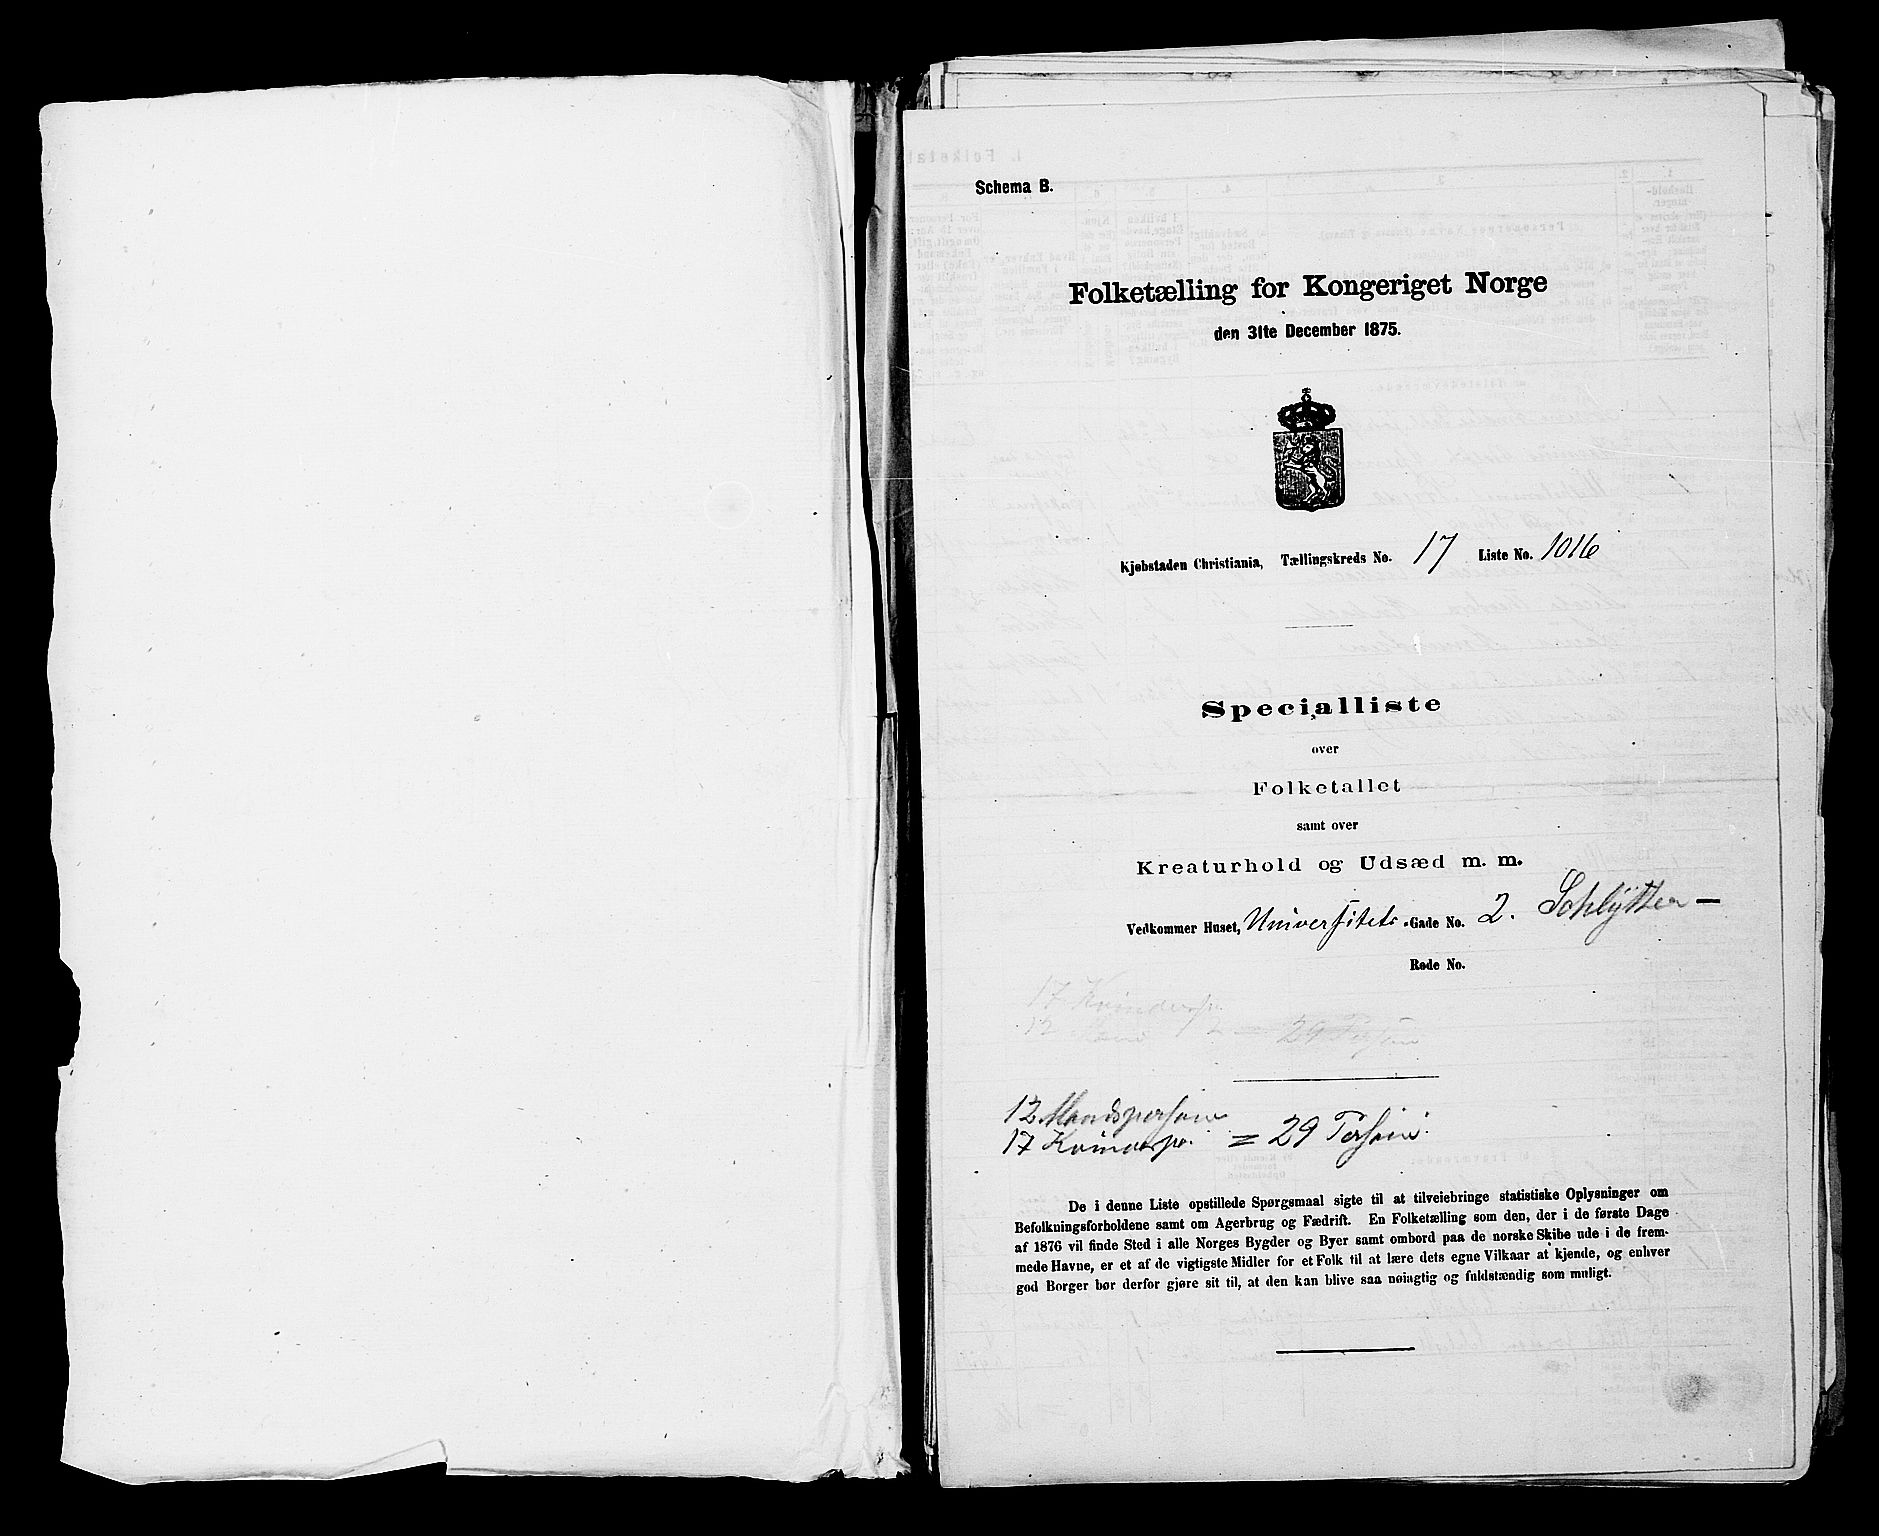 Schema B.
Folketælling for Kongeriget Norge
den 31te December 1875.
Kjøbstaden Christiania, Tællingskreds No. 17 Liste No. 1016
Specialliste
over
Folketallet
samt over
Kreaturhold og Udsæd m. m.
Vedkommer Huset, Universitets-Gade No. 2. Schlytter -
Rode No.
17 Kvindersp.
12 = 29 Person
12 Mandspersone
17 Kvindesp. = 29 Person
De i denne Liste opstillede Spørgsmaal sigte til at tilveiebringe statistiske Oplysninger om
Befolkningsforholdene samt om Agerbrug og Fædrift. En Folketælling som den, der i de første Dage
af 1876 vil finde Sted i alle Norges Bygder og Byer samt ombord paa de norske Skibe ude i de frem-
mede Havne, er et af de vigtigste Midler for et Folk til at lære dets egne Vilkaar at kjende, og enhver
god Borger bør derfor gjøre sit til, at den kan blive saa nøiagtig og fuldstændig som muligt.